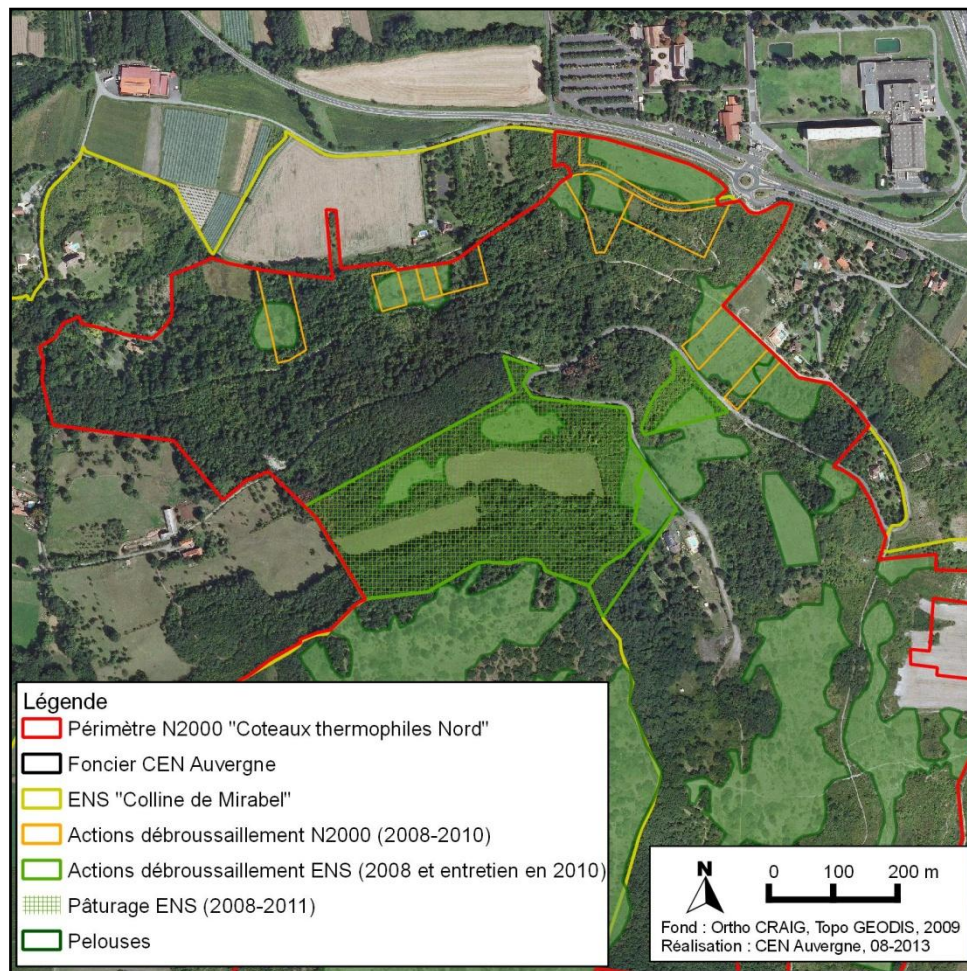 Légende
Périmètre N2000 "Coteaux thermophiles Nord"
Foncier CEN Auvergne
ENS "Colline de Mirabel"
Actions débroussaillement N2000 (2008-2010)
Actions débroussaillement ENS (2008 et entretien en 2010)
Pâturage ENS (2008-2011)
Pelouses
N
0 100 200 m
Fond : Ortho CRAIG, Topo GEODIS, 2009
Réalisation : CEN Auvergne, 08-2013